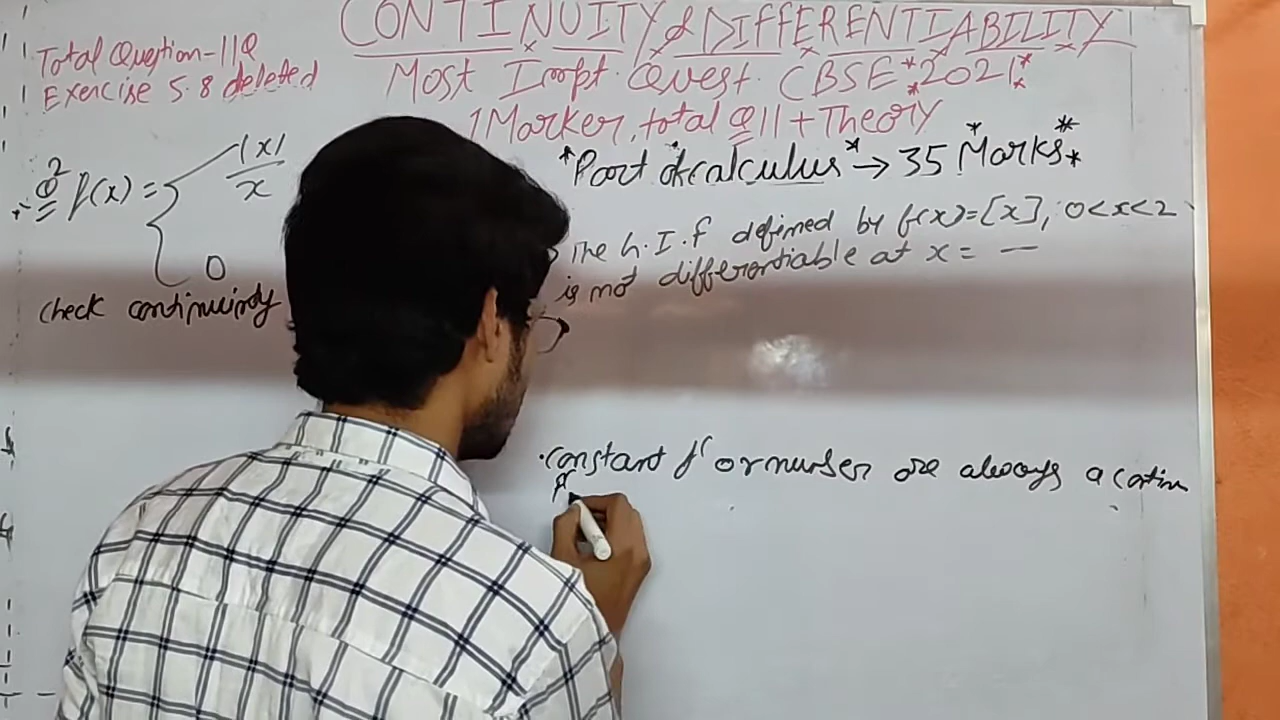 CONTINUITY & DIFFERENTIABILITY
Total Question-11Q
Exercise 5.8 deleted
Most Impt. Quest. CBSE *2021*
1 Marker, total Q 11 + Theory
*Part of calculus* → 35 Marks*
Q2 f(x) = { |x|/x
0
check continuity
The G.I.f defined by f(x)=[x], 0<x<2
is not differentiable at x = —
.constant f or number are always a contin